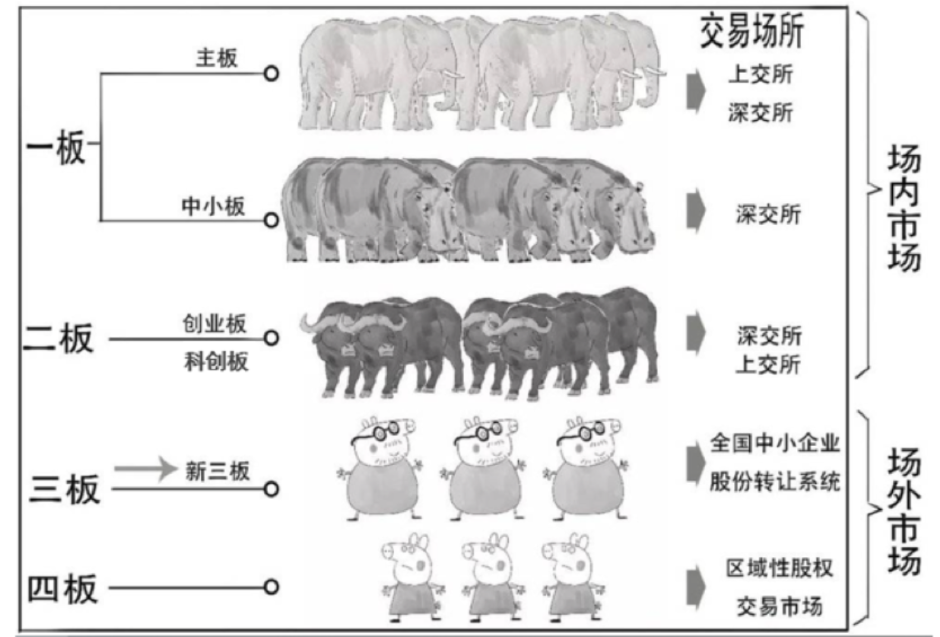 交易场所
主板
上交所
深交所
一板
中小板
深交所
场内市场
二板
创业板
科创板
深交所
上交所
三板
新三板
全国中小企业
股份转让系统
场外市场
四板
区域性股权
交易市场